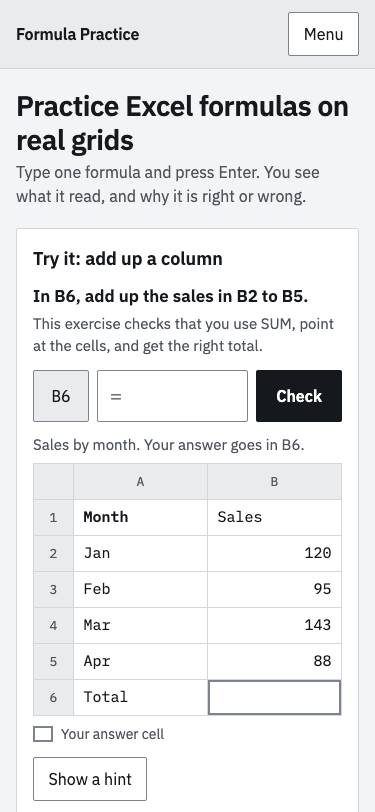 Formula Practice
Menu
Practice Excel formulas on
real grids
Type one formula and press Enter. You see
what it read, and why it is right or wrong.
Try it: add up a column
In B6, add up the sales in B2 to B5.
This exercise checks that you use SUM, point
at the cells, and get the right total.
B6
=
Check
Sales by month. Your answer goes in B6.
A B
1 Month Sales
2 Jan 120
3 Feb 95
4 Mar 143
5 Apr 88
6 Total
Your answer cell
Show a hint